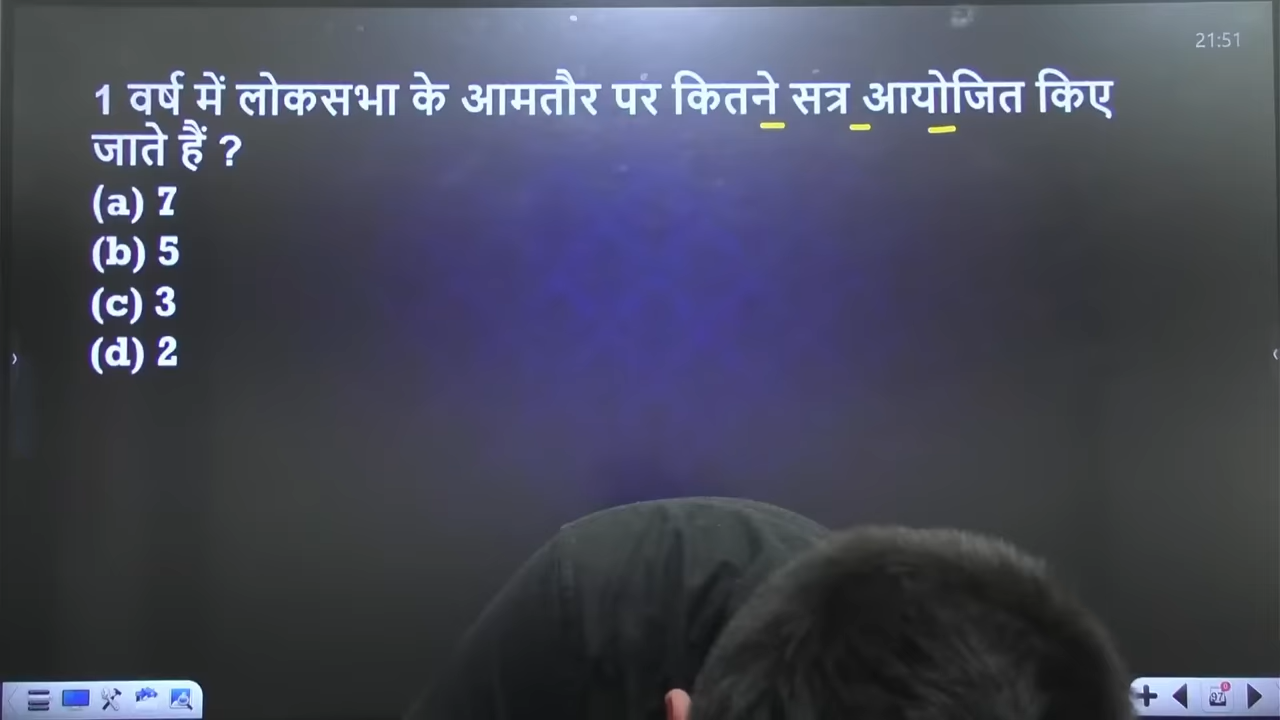 21:51
1 वर्ष में लोकसभा के आमतौर पर कितने सत्र आयोजित किए
जाते हैं ?
(a) 7
(b) 5
(c) 3
(d) 2